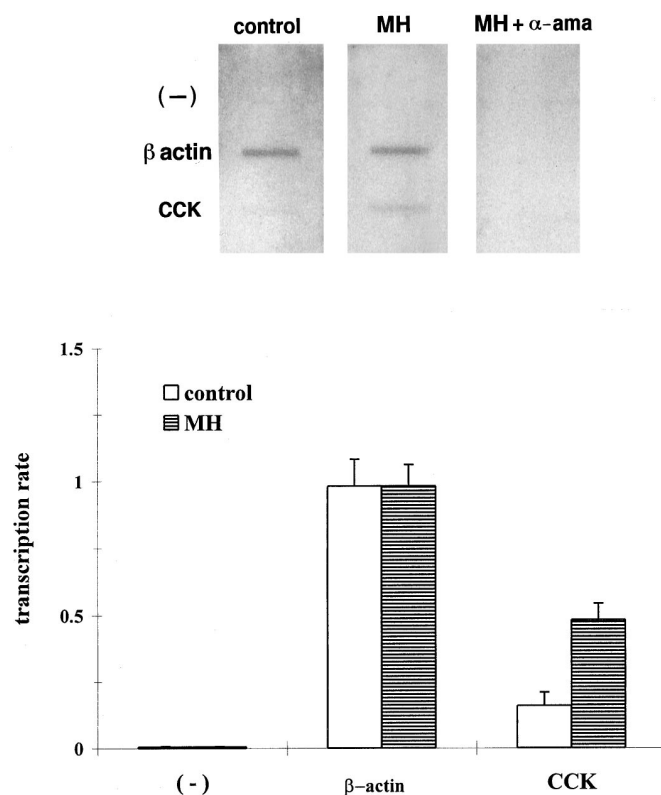 control MH MH + α-ama
(−)
β actin
CCK
1.5
control
MH
1
transcription rate
0.5
0
(-) β-actin CCK